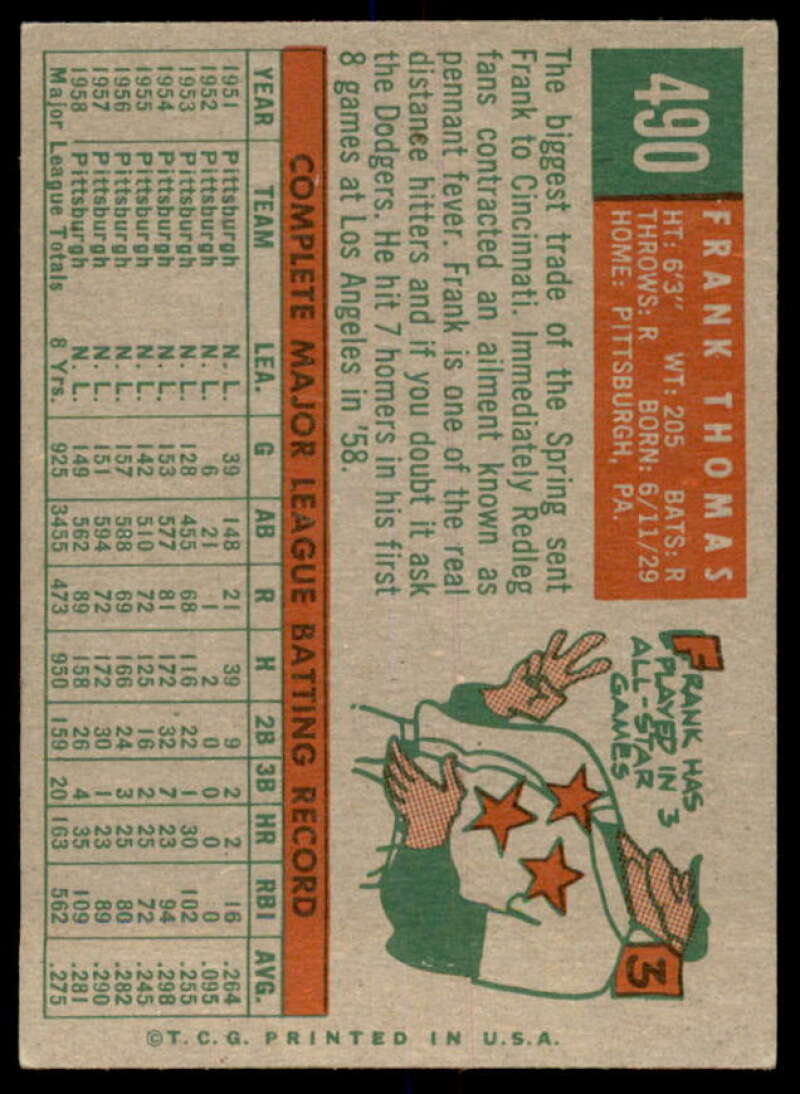 490
FRANK THOMAS
HT: 6'3" WT: 205 BATS: R
THROWS: R BORN: 6/11/29
HOME: PITTSBURGH, PA.
The biggest trade of the Spring sent
Frank to Cincinnati. Immediately Redleg
fans contracted an ailment known as
pennant fever. Frank is one of the real
distance hitters and if you doubt it ask
the Dodgers. He hit 7 homers in his first
8 games at Los Angeles in '58.
FRANK HAS
PLAYED IN 3
ALL-STAR
GAMES
3
COMPLETE MAJOR LEAGUE BATTING RECORD
YEAR TEAM LEA. G AB R H 2B 3B HR RBI AVG.
1951 Pittsburgh N. L. 39 148 21 39 9 2 2 16 .264
1952 Pittsburgh N. L. 6 21 1 2 0 0 0 0 .095
1953 Pittsburgh N. L. 128 455 68 116 22 1 30 102 .255
1954 Pittsburgh N. L. 153 577 81 172 32 7 23 94 .298
1955 Pittsburgh N. L. 142 510 72 125 16 2 25 72 .245
1956 Pittsburgh N. L. 157 588 69 166 24 3 25 80 .282
1957 Pittsburgh N. L. 151 594 72 172 30 1 23 89 .290
1958 Pittsburgh N. L. 149 562 89 158 26 4 35 109 .281
Major League Totals 8 Yrs. 925 3455 473 950 159 20 163 562 .275
©T.C.G. PRINTED IN U.S.A.